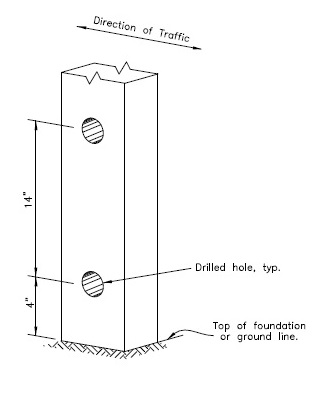 Direction of Traffic
14"
Drilled hole, typ.
4"
Top of foundation
or ground line.